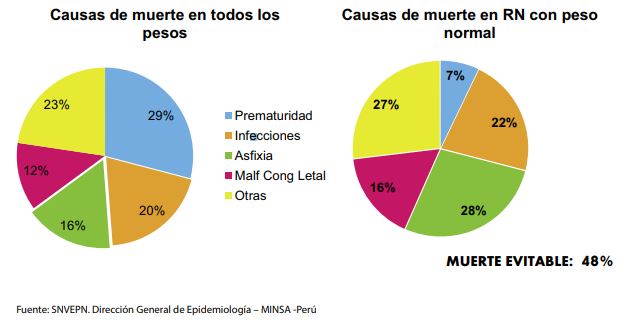 Causas de muerte en todos los
pesos
23%
29%
12%
16%
20%
Prematuridad
Infecciones
Asfixia
Malf Cong Letal
Otras
Causas de muerte en RN con peso
normal
7%
27%
22%
16%
28%
MUERTE EVITABLE: 48%
Fuente: SNVEPN. Dirección General de Epidemiología – MINSA -Perú